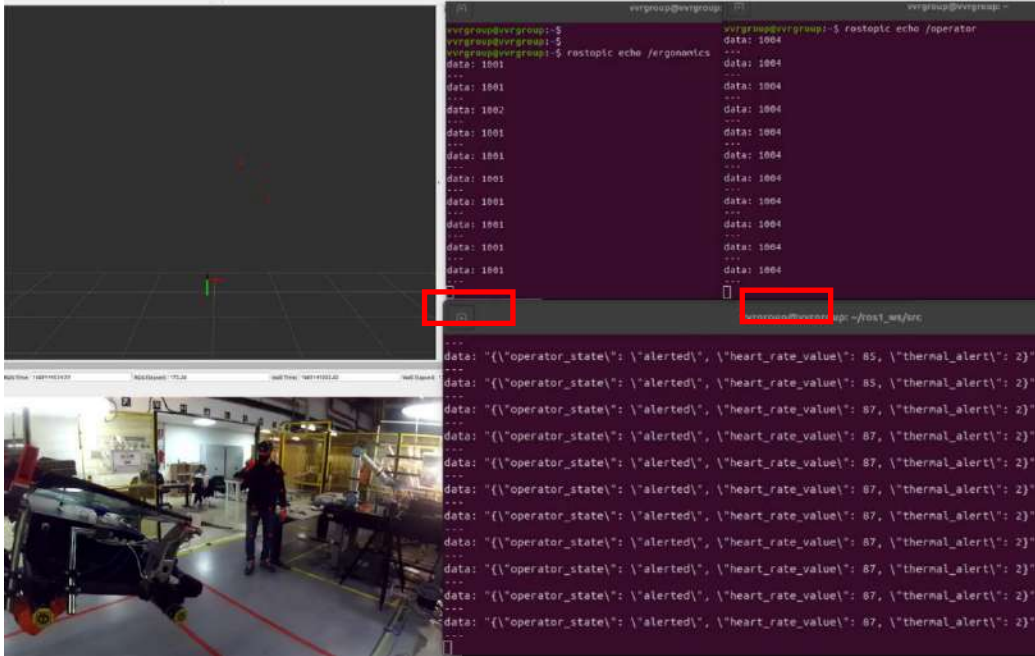 vvrgroup@vvrgroup:
vvrgroup@vvrgroup:~$
vvrgroup@vvrgroup:~$
vvrgroup@vvrgroup:~$ rostopic echo /ergonomics
data: 1001
---
data: 1001
---
data: 1002
---
data: 1001
---
data: 1001
---
data: 1001
---
data: 1001
---
data: 1001
---
data: 1001
---
data: 1001
---
vvrgroup@vvrgroup: ~
vvrgroup@vvrgroup:~$ rostopic echo /operator
data: 1004
---
data: 1004
---
data: 1004
---
data: 1004
---
data: 1004
---
data: 1004
---
data: 1004
---
data: 1004
---
data: 1004
---
data: 1004
---
data: 1004
---
vvrgroup@vvrgroup: ~/ros1_ws/src
---
data: "{\"operator_state\": \"alerted\", \"heart_rate_value\": 85, \"thermal_alert\": 2}"
---
data: "{\"operator_state\": \"alerted\", \"heart_rate_value\": 85, \"thermal_alert\": 2}"
---
data: "{\"operator_state\": \"alerted\", \"heart_rate_value\": 87, \"thermal_alert\": 2}"
---
data: "{\"operator_state\": \"alerted\", \"heart_rate_value\": 87, \"thermal_alert\": 2}"
---
data: "{\"operator_state\": \"alerted\", \"heart_rate_value\": 87, \"thermal_alert\": 2}"
---
data: "{\"operator_state\": \"alerted\", \"heart_rate_value\": 87, \"thermal_alert\": 2}"
---
data: "{\"operator_state\": \"alerted\", \"heart_rate_value\": 87, \"thermal_alert\": 2}"
---
data: "{\"operator_state\": \"alerted\", \"heart_rate_value\": 87, \"thermal_alert\": 2}"
---
data: "{\"operator_state\": \"alerted\", \"heart_rate_value\": 87, \"thermal_alert\": 2}"
---
data: "{\"operator_state\": \"alerted\", \"heart_rate_value\": 87, \"thermal_alert\": 2}"
---
data: "{\"operator_state\": \"alerted\", \"heart_rate_value\": 87, \"thermal_alert\": 2}"
---